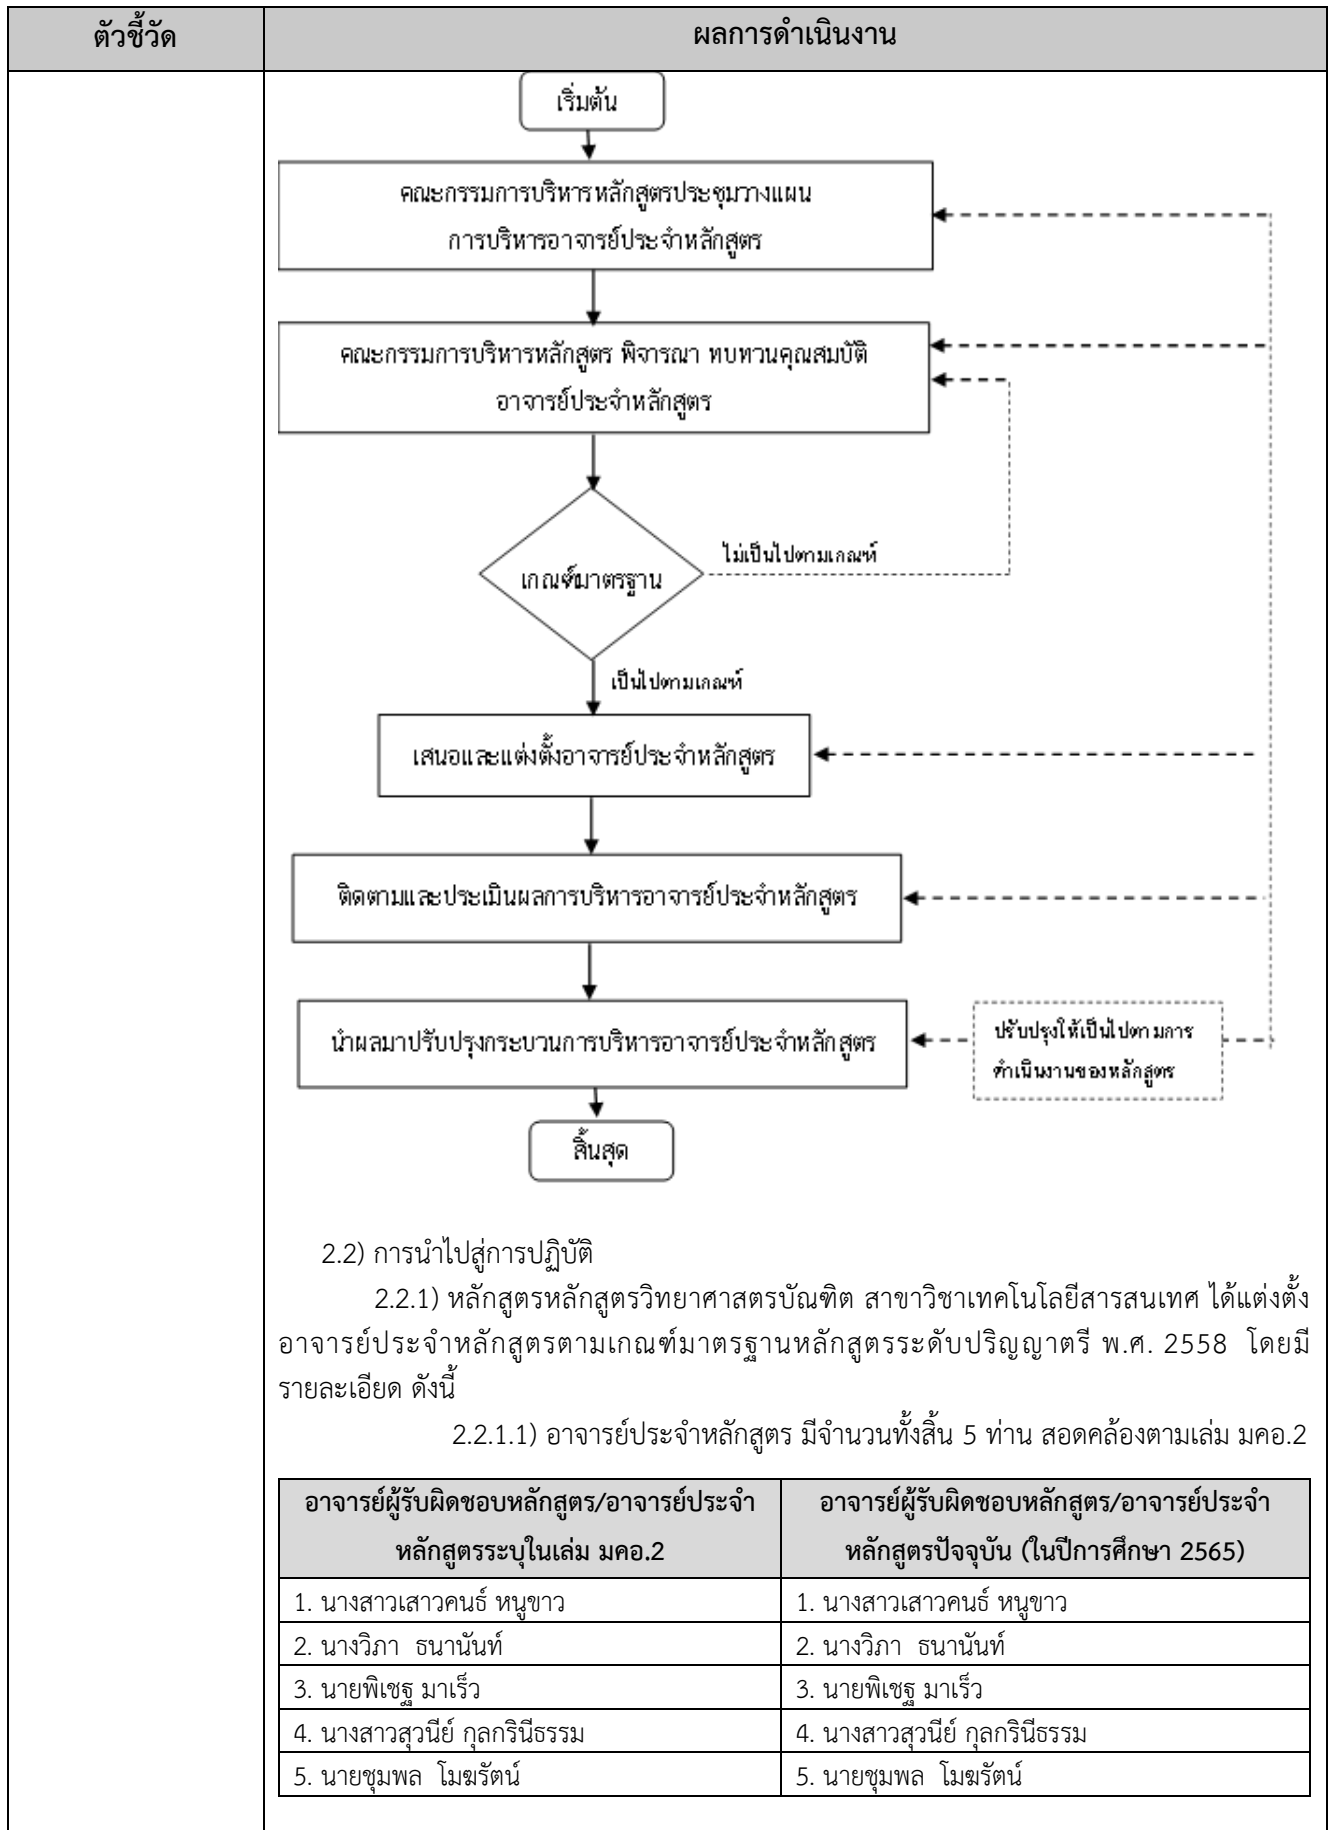 ตัวชี้วัด
ผลการดำเนินงาน
เริ่มต้น
คณะกรรมการบริหารหลักสูตรประชุมวางแผน
การบริหารอาจารย์ประจำหลักสูตร
คณะกรรมการบริหารหลักสูตร พิจารณา ทบทวนคุณสมบัติ
อาจารย์ประจำหลักสูตร
เกณฑ์มาตรฐาน
ไม่เป็นไปตามเกณฑ์
เป็นไปตามเกณฑ์
เสนอและแต่งตั้งอาจารย์ประจำหลักสูตร
ติดตามและประเมินผลการบริหารอาจารย์ประจำหลักสูตร
นำผลมาปรับปรุงกระบวนการบริหารอาจารย์ประจำหลักสูตร
ปรับปรุงให้เป็นไปตามการ
ดำเนินงานของหลักสูตร
สิ้นสุด
2.2) การนำไปสู่การปฏิบัติ
2.2.1) หลักสูตรหลักสูตรวิทยาศาสตรบัณฑิต สาขาวิชาเทคโนโลยีสารสนเทศ ได้แต่งตั้ง
อาจารย์ประจำหลักสูตรตามเกณฑ์มาตรฐานหลักสูตรระดับปริญญาตรี พ.ศ. 2558 โดยมี
รายละเอียด ดังนี้
2.2.1.1) อาจารย์ประจำหลักสูตร มีจำนวนทั้งสิ้น 5 ท่าน สอดคล้องตามเล่ม มคอ.2
อาจารย์ผู้รับผิดชอบหลักสูตร/อาจารย์ประจำ
หลักสูตรระบุในเล่ม มคอ.2
อาจารย์ผู้รับผิดชอบหลักสูตร/อาจารย์ประจำ
หลักสูตรปัจจุบัน (ในปีการศึกษา 2565)
1. นางสาวเสาวคนธ์ หนูขาว
1. นางสาวเสาวคนธ์ หนูขาว
2. นางวิภา ธนานันท์
2. นางวิภา ธนานันท์
3. นายพิเชฐ มาเร็ว
3. นายพิเชฐ มาเร็ว
4. นางสาวสุวนีย์ กุลกรินีธรรม
4. นางสาวสุวนีย์ กุลกรินีธรรม
5. นายชุมพล โมฆรัตน์
5. นายชุมพล โมฆรัตน์